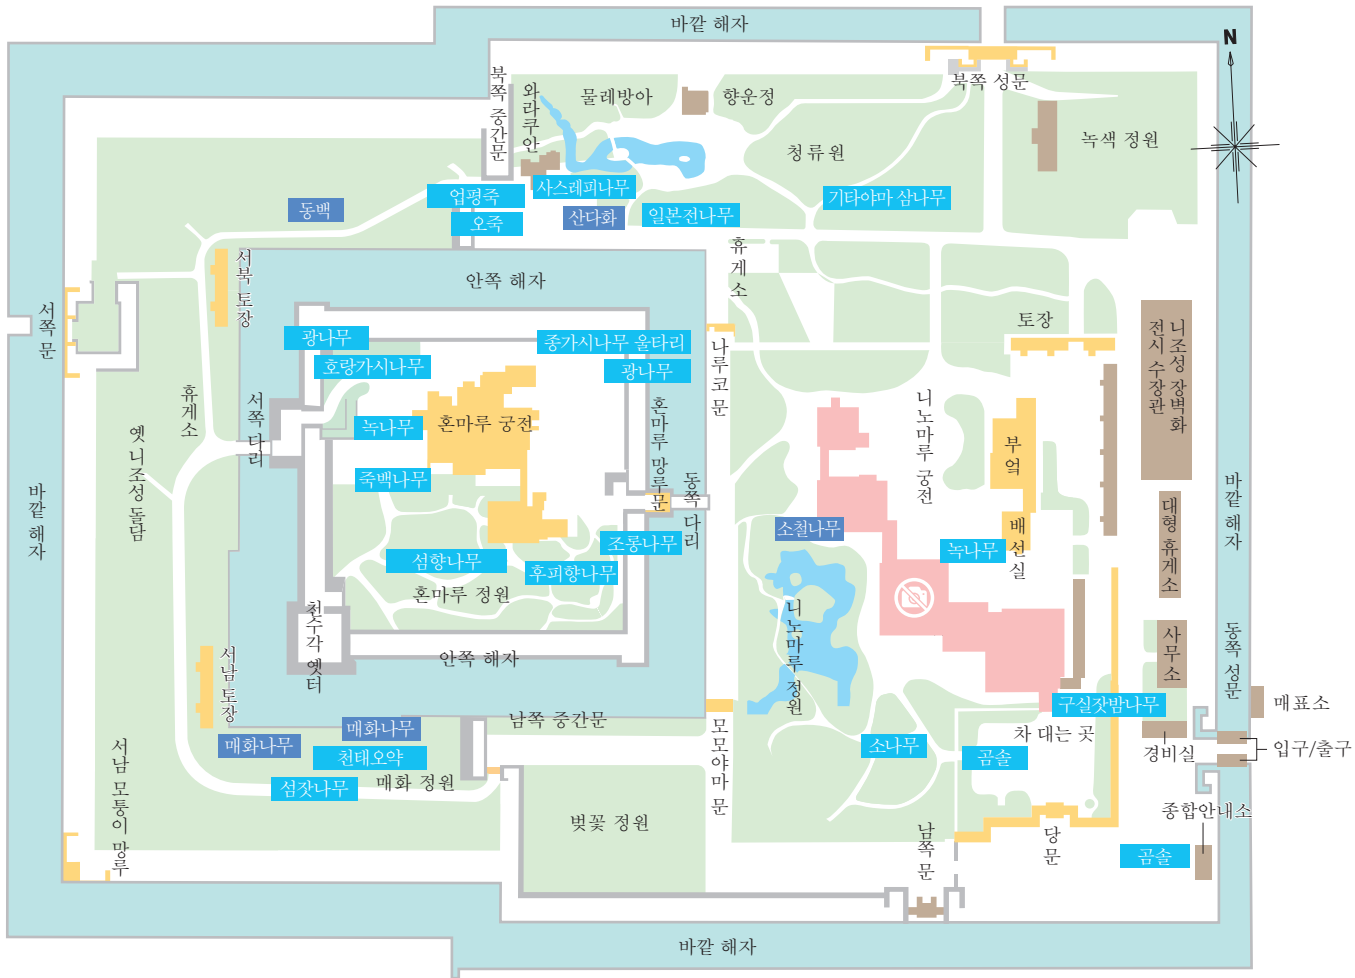 바깥 해자
N
북쪽 중간문
와라쿠안
물레방아
향운정
북쪽 성문
녹색 정원
청류원
사스레피나무
업평죽
오죽
동백
산다화
일본전나무
기타야마 삼나무
서북 토장
안쪽 해자
휴게소
서쪽 문
토장
니조성 장벽화
전시 수장관
광나무
호랑가시나무
종가시나무 울타리
광나무
나루코 문
니노마루 궁전
휴게소
서쪽 다리
녹나무
혼마루 궁전
혼마루 망루문
부엌
옛 니조성 돌담
죽백나무
동쪽 다리
바깥 해자
바깥 해자
대형 휴게소
소철나무
배선실
녹나무
조롱나무
섬향나무
후피향나무
혼마루 정원
니노마루 정원
천수각 옛터
안쪽 해자
사무소
동쪽 성문
서남 토장
매표소
구실잣밤나무
남쪽 중간문
매화나무
매화나무
천태오약
모모야마 문
소나무
곰솔
차 대는 곳
경비실
입구/출구
서남 모퉁이 망루
섬잣나무
매화 정원
벚꽃 정원
종합안내소
남쪽 문
당문
곰솔
바깥 해자